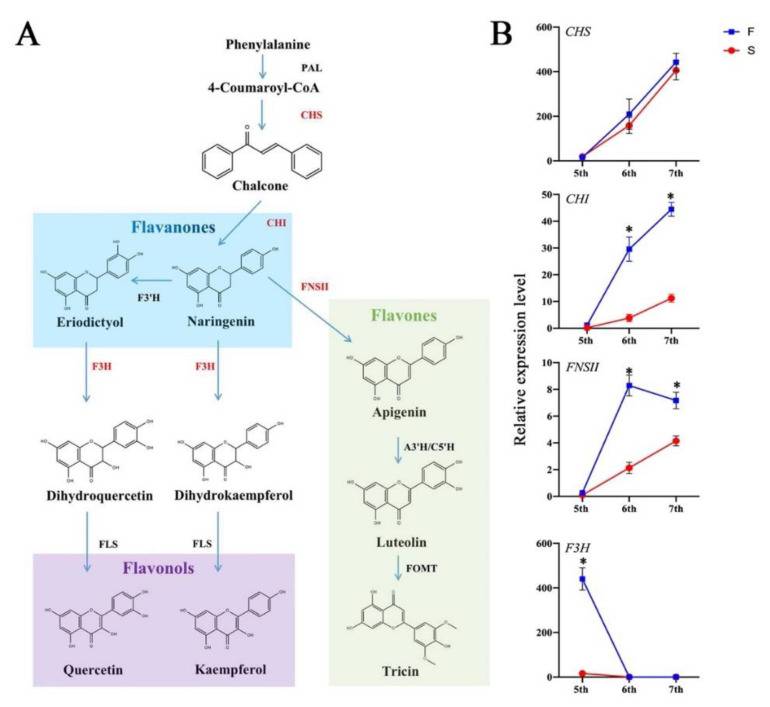 A
Phenylalanine
PAL
4-Coumaroyl-CoA
CHS
Chalcone
Flavanones
CHI
Eriodictyol
F3'H
Naringenin
FNSII
F3H
F3H
Flavones
Apigenin
A3'H/C5'H
Dihydroquercetin
Dihydrokaempferol
Luteolin
FLS
FLS
FOMT
Flavonols
Quercetin
Kaempferol
Tricin
B
F
S
Relative expression level
CHS
600
400
200
0
5th 6th 7th
CHI
50
40
30
20
10
0
* *
5th 6th 7th
FNSII
10
8
6
4
2
0
* *
5th 6th 7th
F3H
600
400
200
0
*
5th 6th 7th